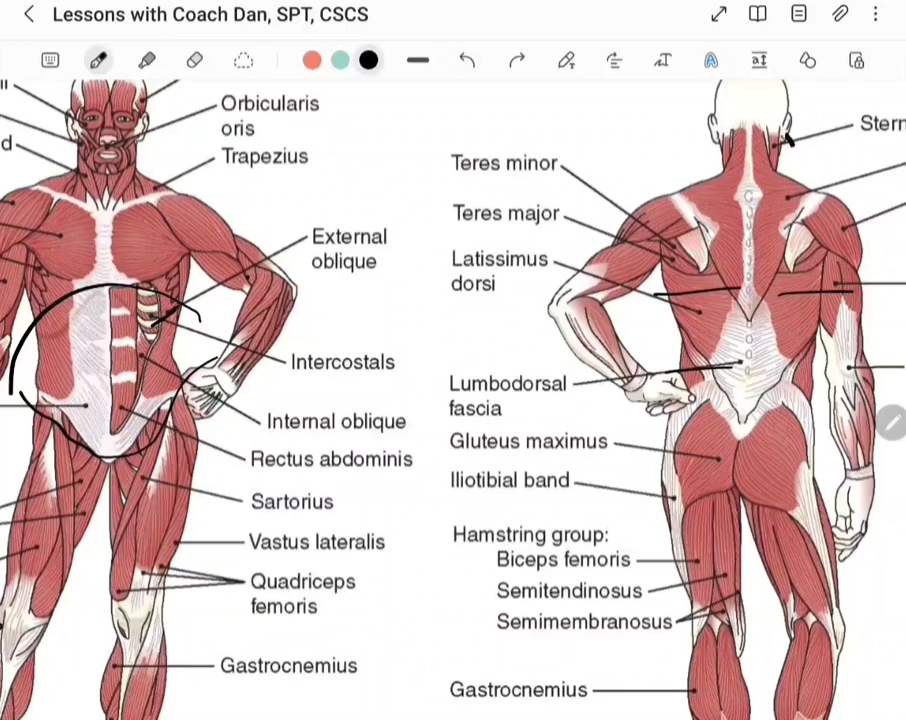 Lessons with Coach Dan, SPT, CSCS
Orbicularis
oris
Trapezius
External
oblique
Intercostals
Internal oblique
Rectus abdominis
Sartorius
Vastus lateralis
Quadriceps
femoris
Gastrocnemius
Teres minor
Teres major
Latissimus
dorsi
Lumbodorsal
fascia
Gluteus maximus
Iliotibial band
Hamstring group:
Biceps femoris
Semitendinosus
Semimembranosus
Gastrocnemius
Stern